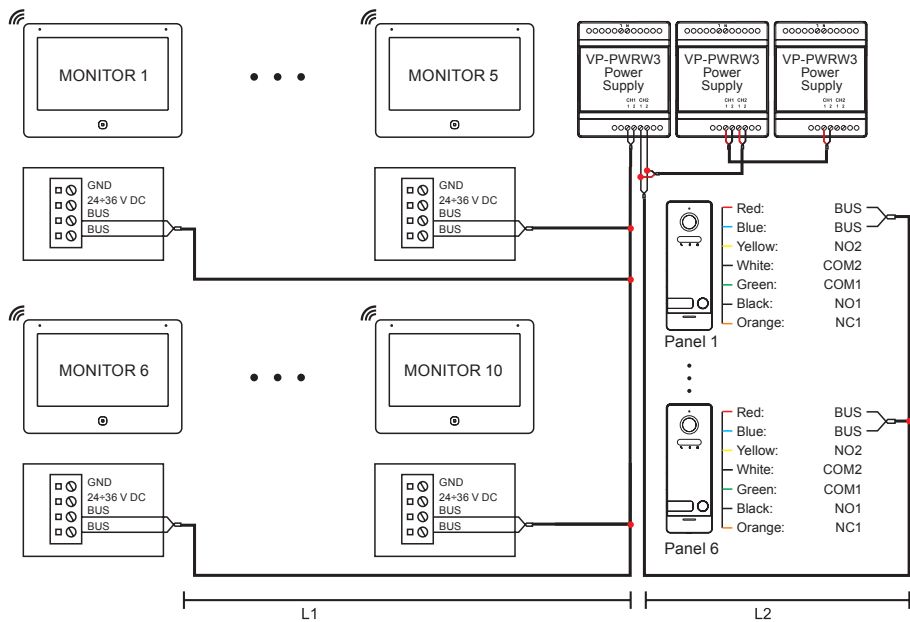 MONITOR 1
MONITOR 5
GND
24÷36 V DC
BUS
BUS
GND
24÷36 V DC
BUS
BUS
L N
VP-PWRW3
Power
Supply
CH1 CH2
1 2 1 2
L N
VP-PWRW3
Power
Supply
CH1 CH2
1 2 1 2
L N
VP-PWRW3
Power
Supply
CH1 CH2
1 2 1 2
Red: BUS
Blue: BUS
Yellow: NO2
White: COM2
Green: COM1
Black: NO1
Orange: NC1
Panel 1
MONITOR 6
MONITOR 10
GND
24÷36 V DC
BUS
BUS
GND
24÷36 V DC
BUS
BUS
Red: BUS
Blue: BUS
Yellow: NO2
White: COM2
Green: COM1
Black: NO1
Orange: NC1
Panel 6
L1
L2